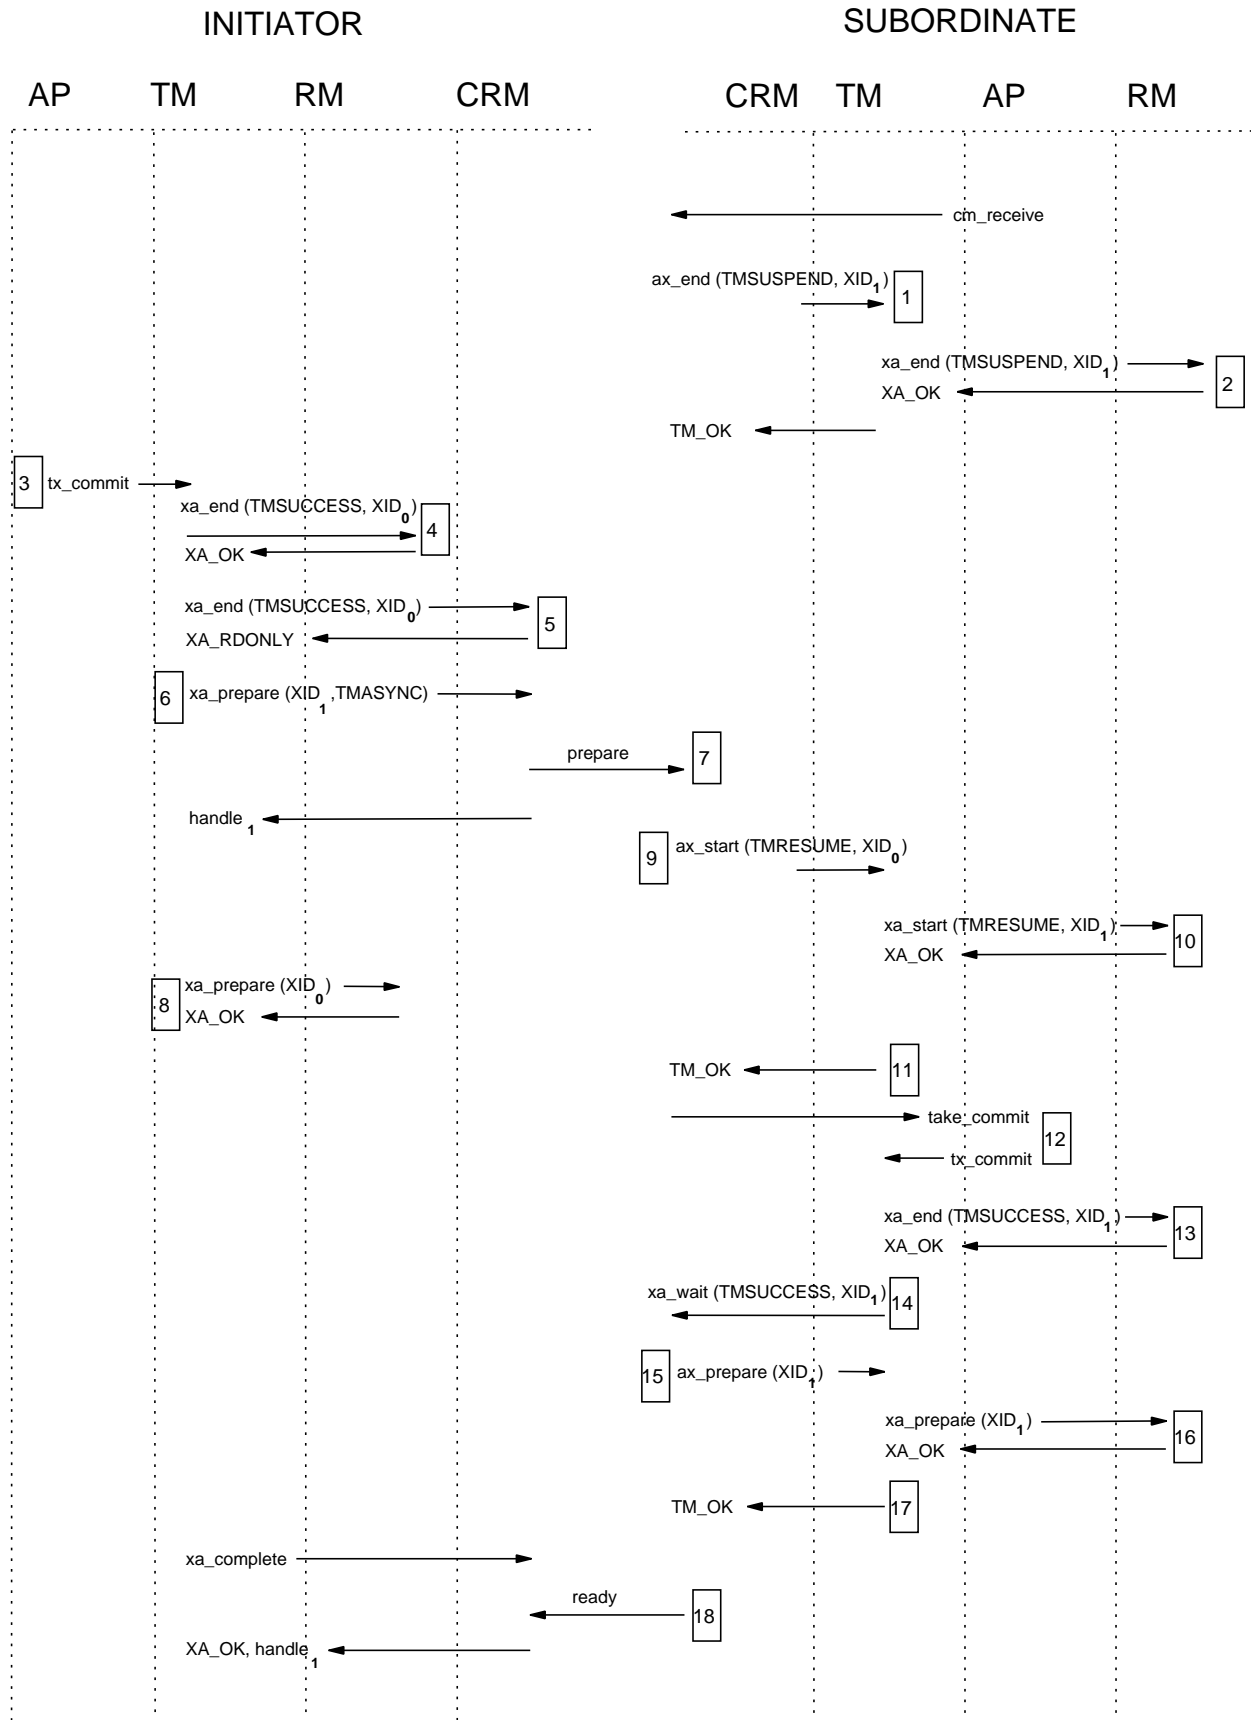 INITIATOR
SUBORDINATE
AP TM RM CRM
CRM TM AP RM
cm_receive
ax_end (TMSUSPEND, XID1)
1
xa_end (TMSUSPEND, XID1)
2
XA_OK
TM_OK
3 tx_commit
xa_end (TMSUCCESS, XID0)
4
XA_OK
xa_end (TMSUCCESS, XID0)
5
XA_RDONLY
6 xa_prepare (XID1 ,TMASYNC)
prepare
7
handle 1
9 ax_start (TMRESUME, XID0)
xa_start (TMRESUME, XID1)
10
XA_OK
8 xa_prepare (XID0)
XA_OK
TM_OK
11
take_commit
12
tx_commit
xa_end (TMSUCCESS, XID1)
13
XA_OK
xa_wait (TMSUCCESS, XID1)
14
15 ax_prepare (XID1)
xa_prepare (XID1)
16
XA_OK
TM_OK
17
xa_complete
ready
18
XA_OK, handle 1